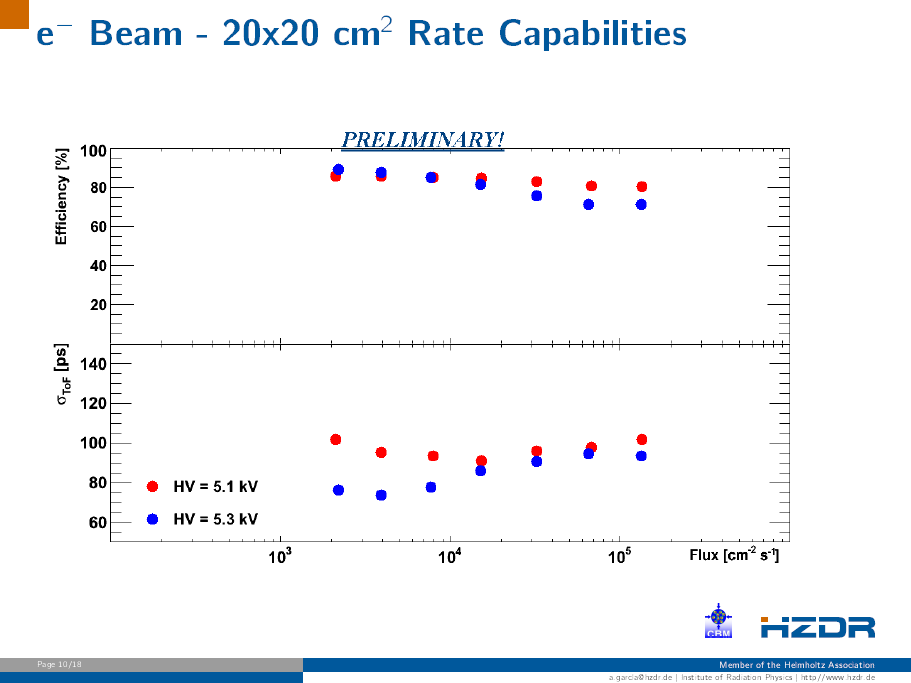 e⁻ Beam - 20x20 cm² Rate Capabilities
PRELIMINARY!
Efficiency [%]
100
80
60
40
20
σToF [ps]
140
120
100
80
60
HV = 5.1 kV
HV = 5.3 kV
10³
10⁴
10⁵
Flux [cm⁻² s⁻¹]
CBM
HZDR
Page 10/18
Member of the Helmholtz Association
a.garcia@hzdr.de | Institute of Radiation Physics | http//www.hzdr.de